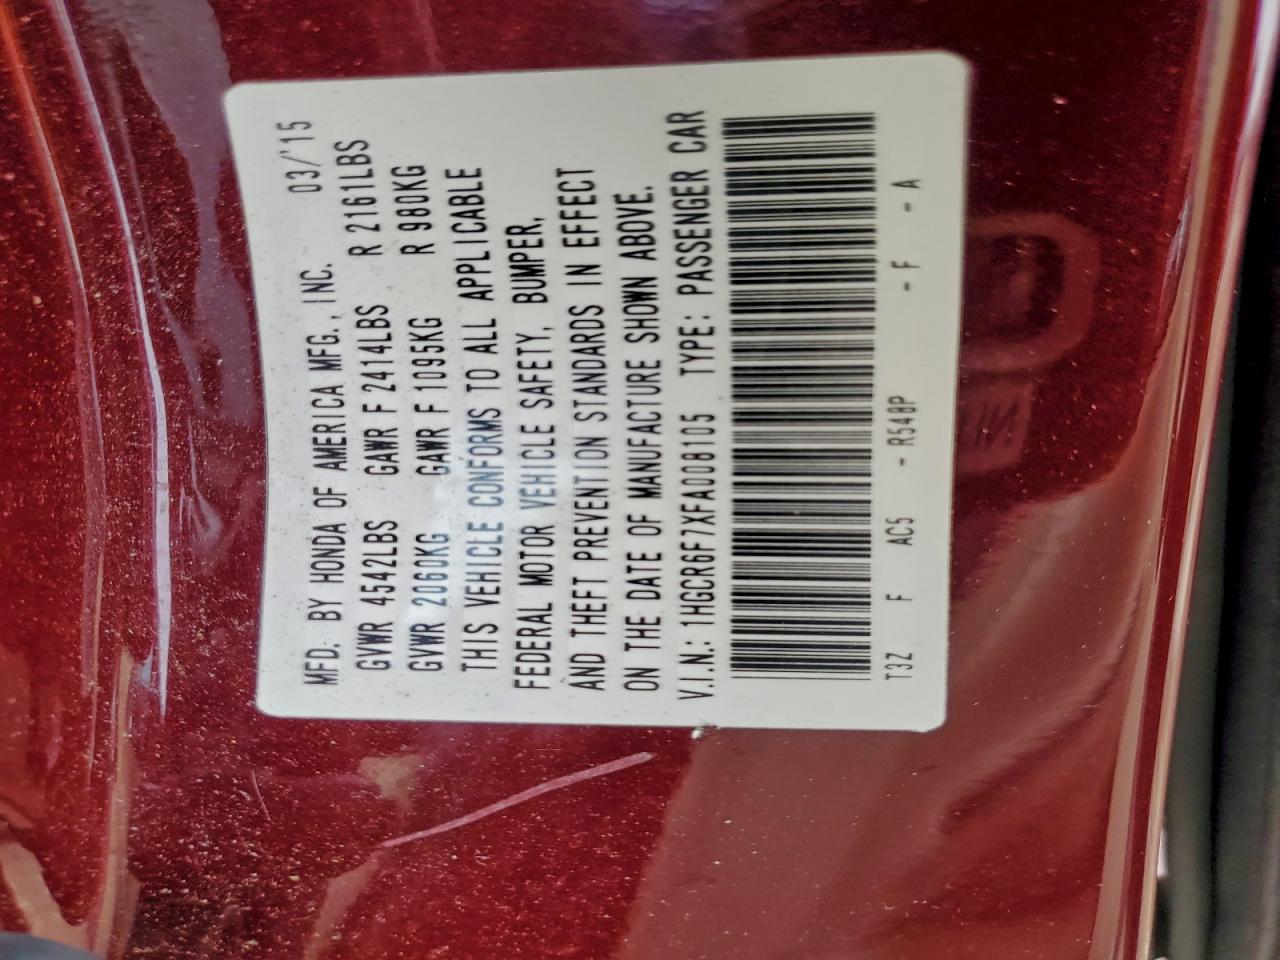 MFD. BY HONDA OF AMERICA MFG., INC. 03/'15
GVWR 4542LBS GAWR F 2414LBS R 2161LBS
GVWR 2060KG GAWR F 1095KG R 980KG
THIS VEHICLE CONFORMS TO ALL APPLICABLE
FEDERAL MOTOR VEHICLE SAFETY, BUMPER,
AND THEFT PREVENTION STANDARDS IN EFFECT
ON THE DATE OF MANUFACTURE SHOWN ABOVE.
V.I.N.: 1HGCR6F7XFA008105 TYPE: PASSENGER CAR
T3Z F AC5 - R548P - F - A